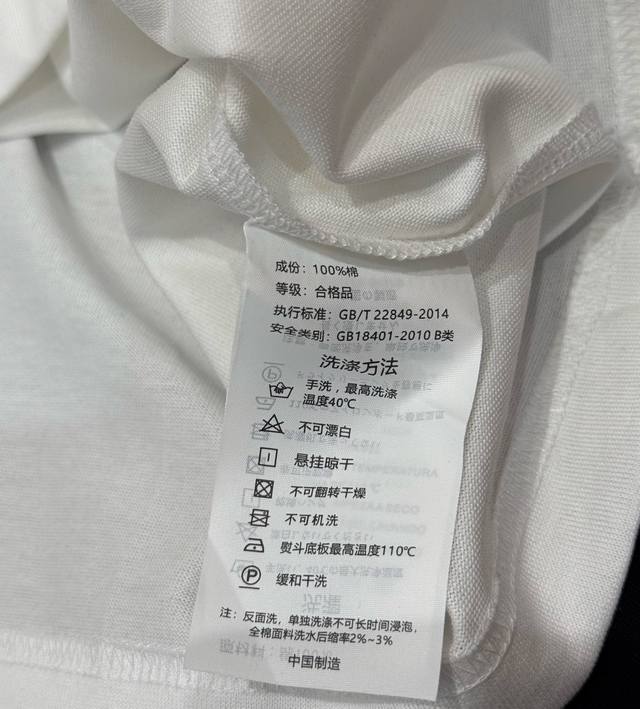 成份：100%棉
等级：合格品
执行标准：GB/T 22849-2014
安全类别：GB18401-2010 B类
洗涤方法
手洗，最高洗涤
温度40℃
不可漂白
悬挂晾干
不可翻转干燥
不可机洗
熨斗底板最高温度110℃
P 缓和干洗
注：反面洗，单独洗涤不可长时间浸泡，
全棉面料洗水后缩率2%~3%
中国制造